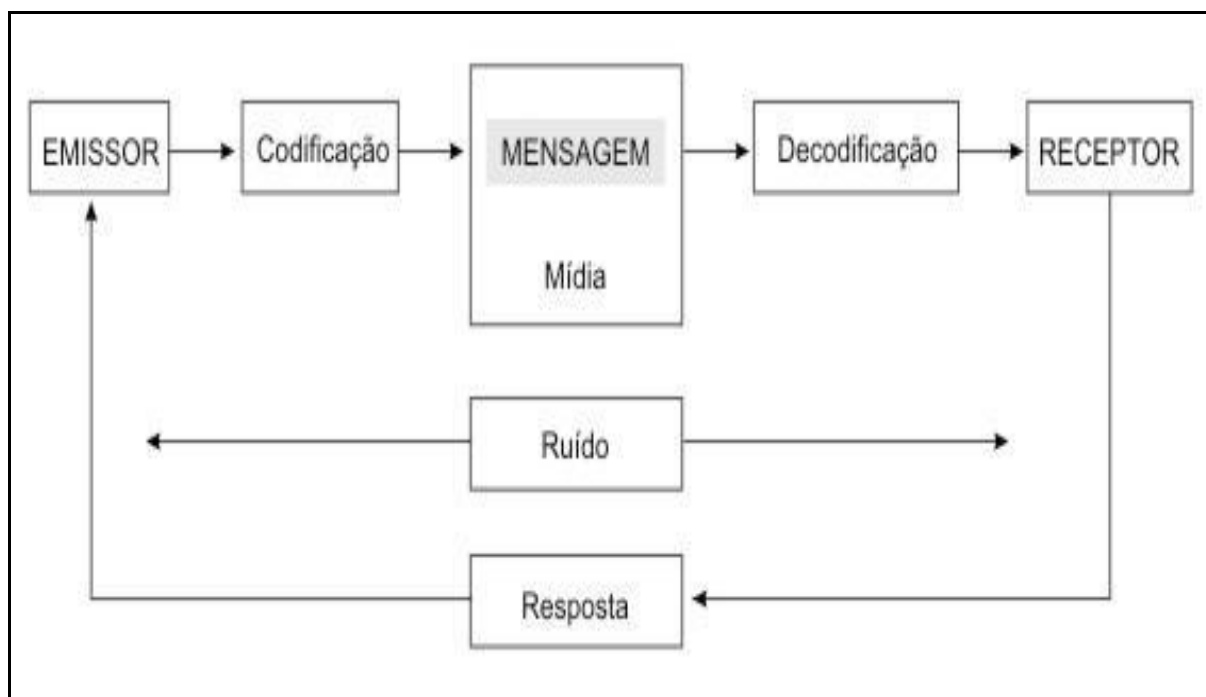 EMISSOR
Codificação
MENSAGEM
Mídia
Decodificação
RECEPTOR
Ruído
Resposta